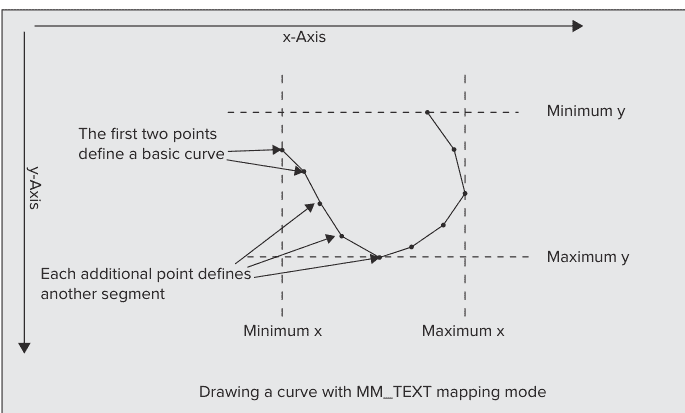 x-Axis
Minimum y
The first two points
define a basic curve
y-Axis
Maximum y
Each additional point defines
another segment
Minimum x
Maximum x
Drawing a curve with MM_TEXT mapping mode